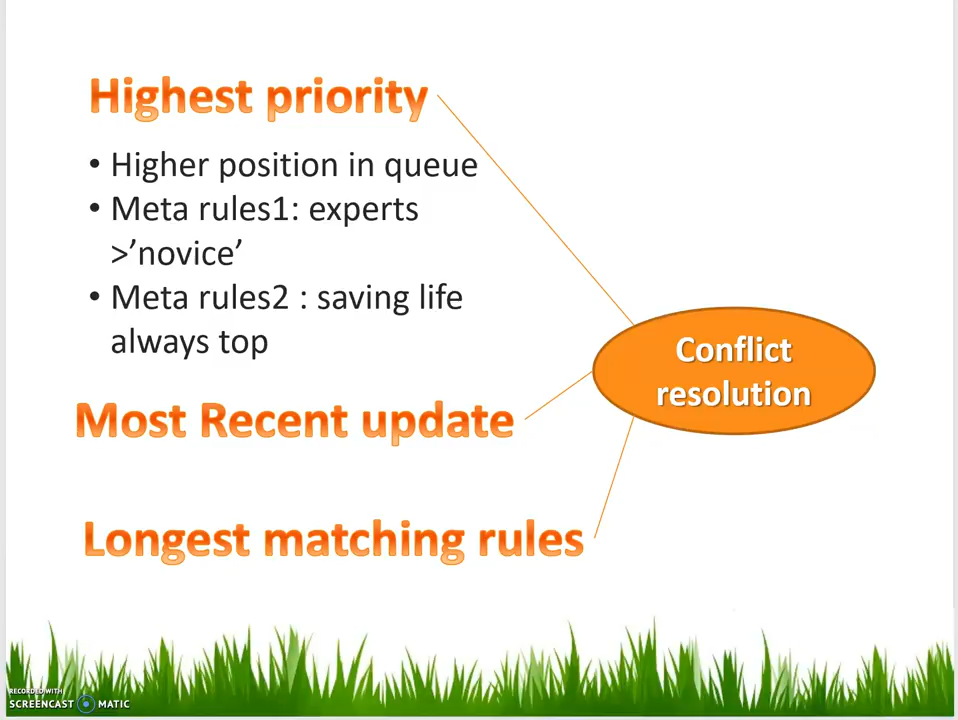 Highest priority
• Higher position in queue
• Meta rules1: experts
>’novice’
• Meta rules2 : saving life
always top
Conflict
resolution
Most Recent update
Longest matching rules
RECORDED WITH
SCREENCAST MATIC